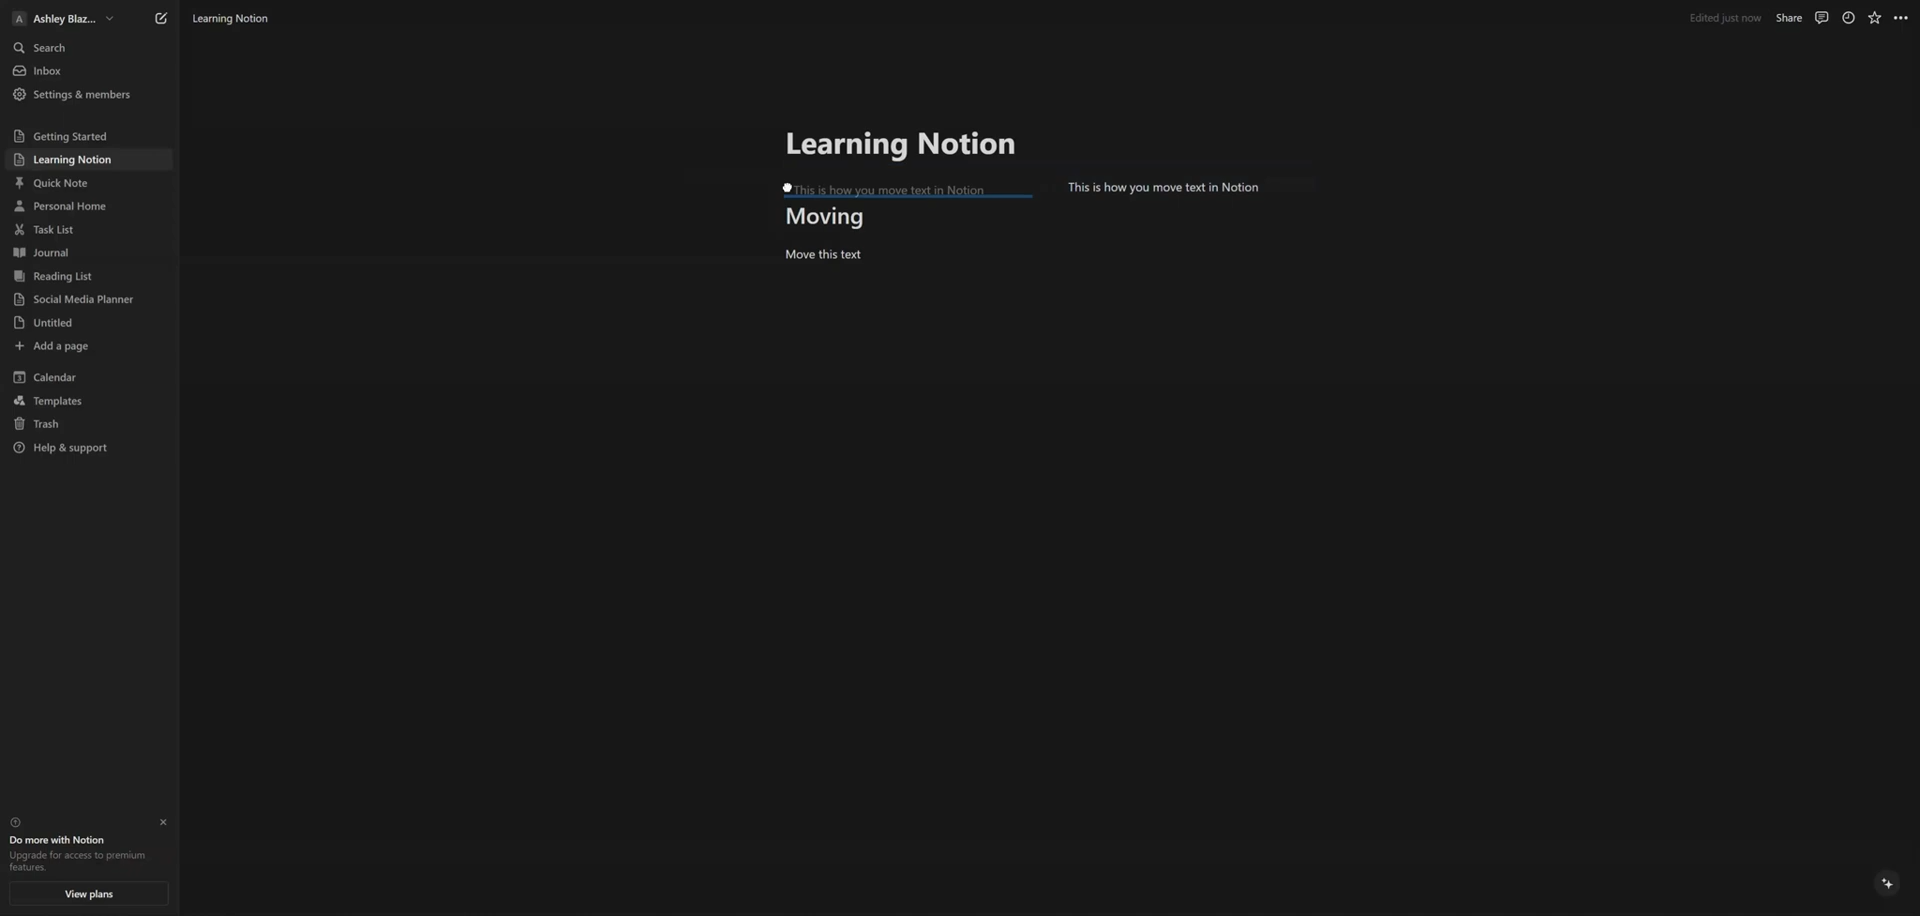 A Ashley Blaz...
Search
Inbox
Settings & members
Getting Started
Learning Notion
Quick Note
Personal Home
Task List
Journal
Reading List
Social Media Planner
Untitled
Add a page
Calendar
Templates
Trash
Help & support
Do more with Notion
Upgrade for access to premium
features.
View plans
Learning Notion
Edited just now Share
Learning Notion
This is how you move text in Notion
This is how you move text in Notion
Moving
Move this text